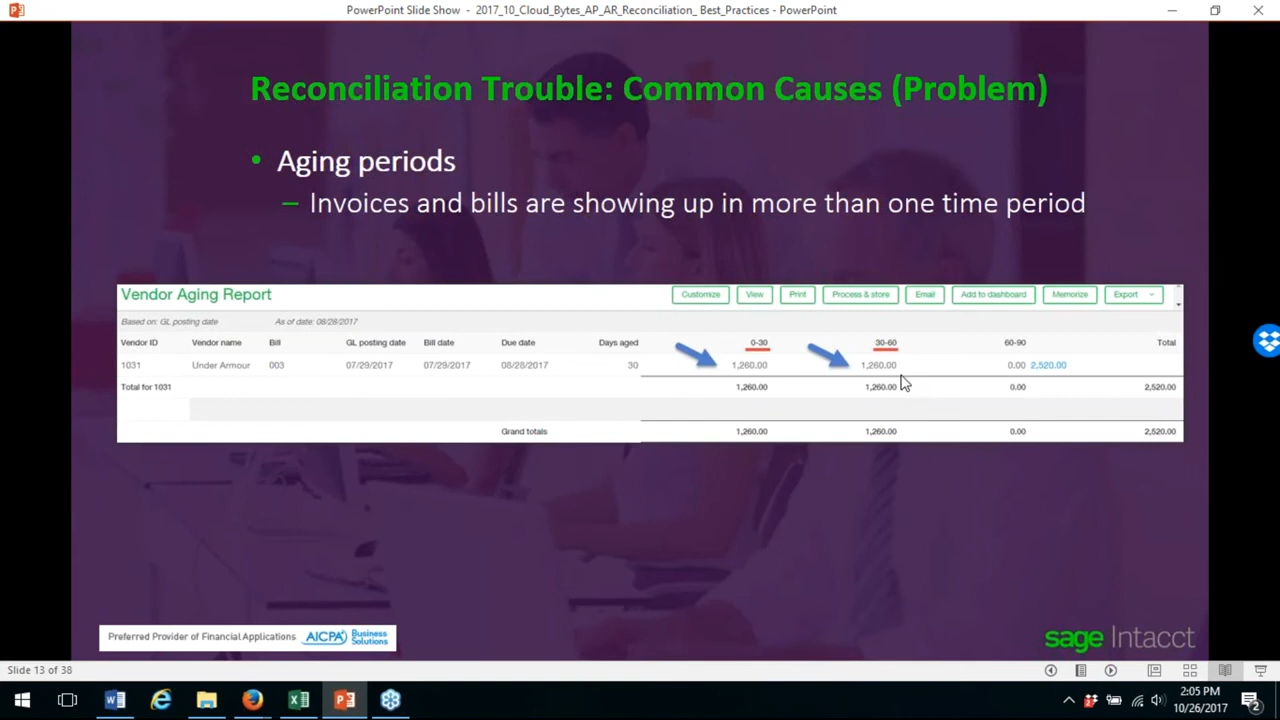 PowerPoint Slide Show - 2017_10_Cloud_Bytes_AP_AR_Reconciliation_ Best_Practices - PowerPoint
Reconciliation Trouble: Common Causes (Problem)
• Aging periods
– Invoices and bills are showing up in more than one time period
Vendor Aging Report Customize View Print Process & store Email Add to dashboard Memorize Export
Based on: GL posting date As of date: 08/28/2017
Vendor ID Vendor name Bill GL posting date Bill date Due date Days aged 0-30 30-60 60-90 Total
1031 Under Armour 003 07/29/2017 07/29/2017 08/28/2017 30 1,260.00 1,260.00 0.00 2,520.00
Total for 1031 1,260.00 1,260.00 0.00 2,520.00
Grand totals 1,260.00 1,260.00 0.00 2,520.00
Preferred Provider of Financial Applications AICPA Business Solutions
sage Intacct
Slide 13 of 38
2:05 PM
10/26/2017
2